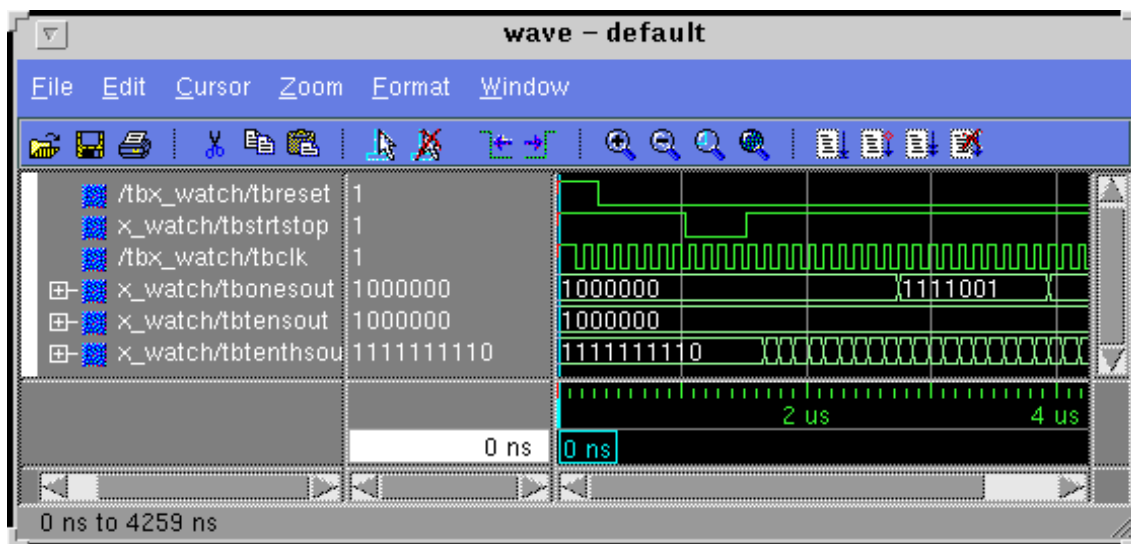 wave – default
File Edit Cursor Zoom Format Window
/tbx_watch/tbreset 1
x_watch/tbstrtstop 1
/tbx_watch/tbclk 1
x_watch/tbonesout 1000000 1000000 1111001
x_watch/tbtensout 1000000 1000000
x_watch/tbtenthsou 1111111110 1111111110
2 us 4 us
0 ns 0 ns
0 ns to 4259 ns